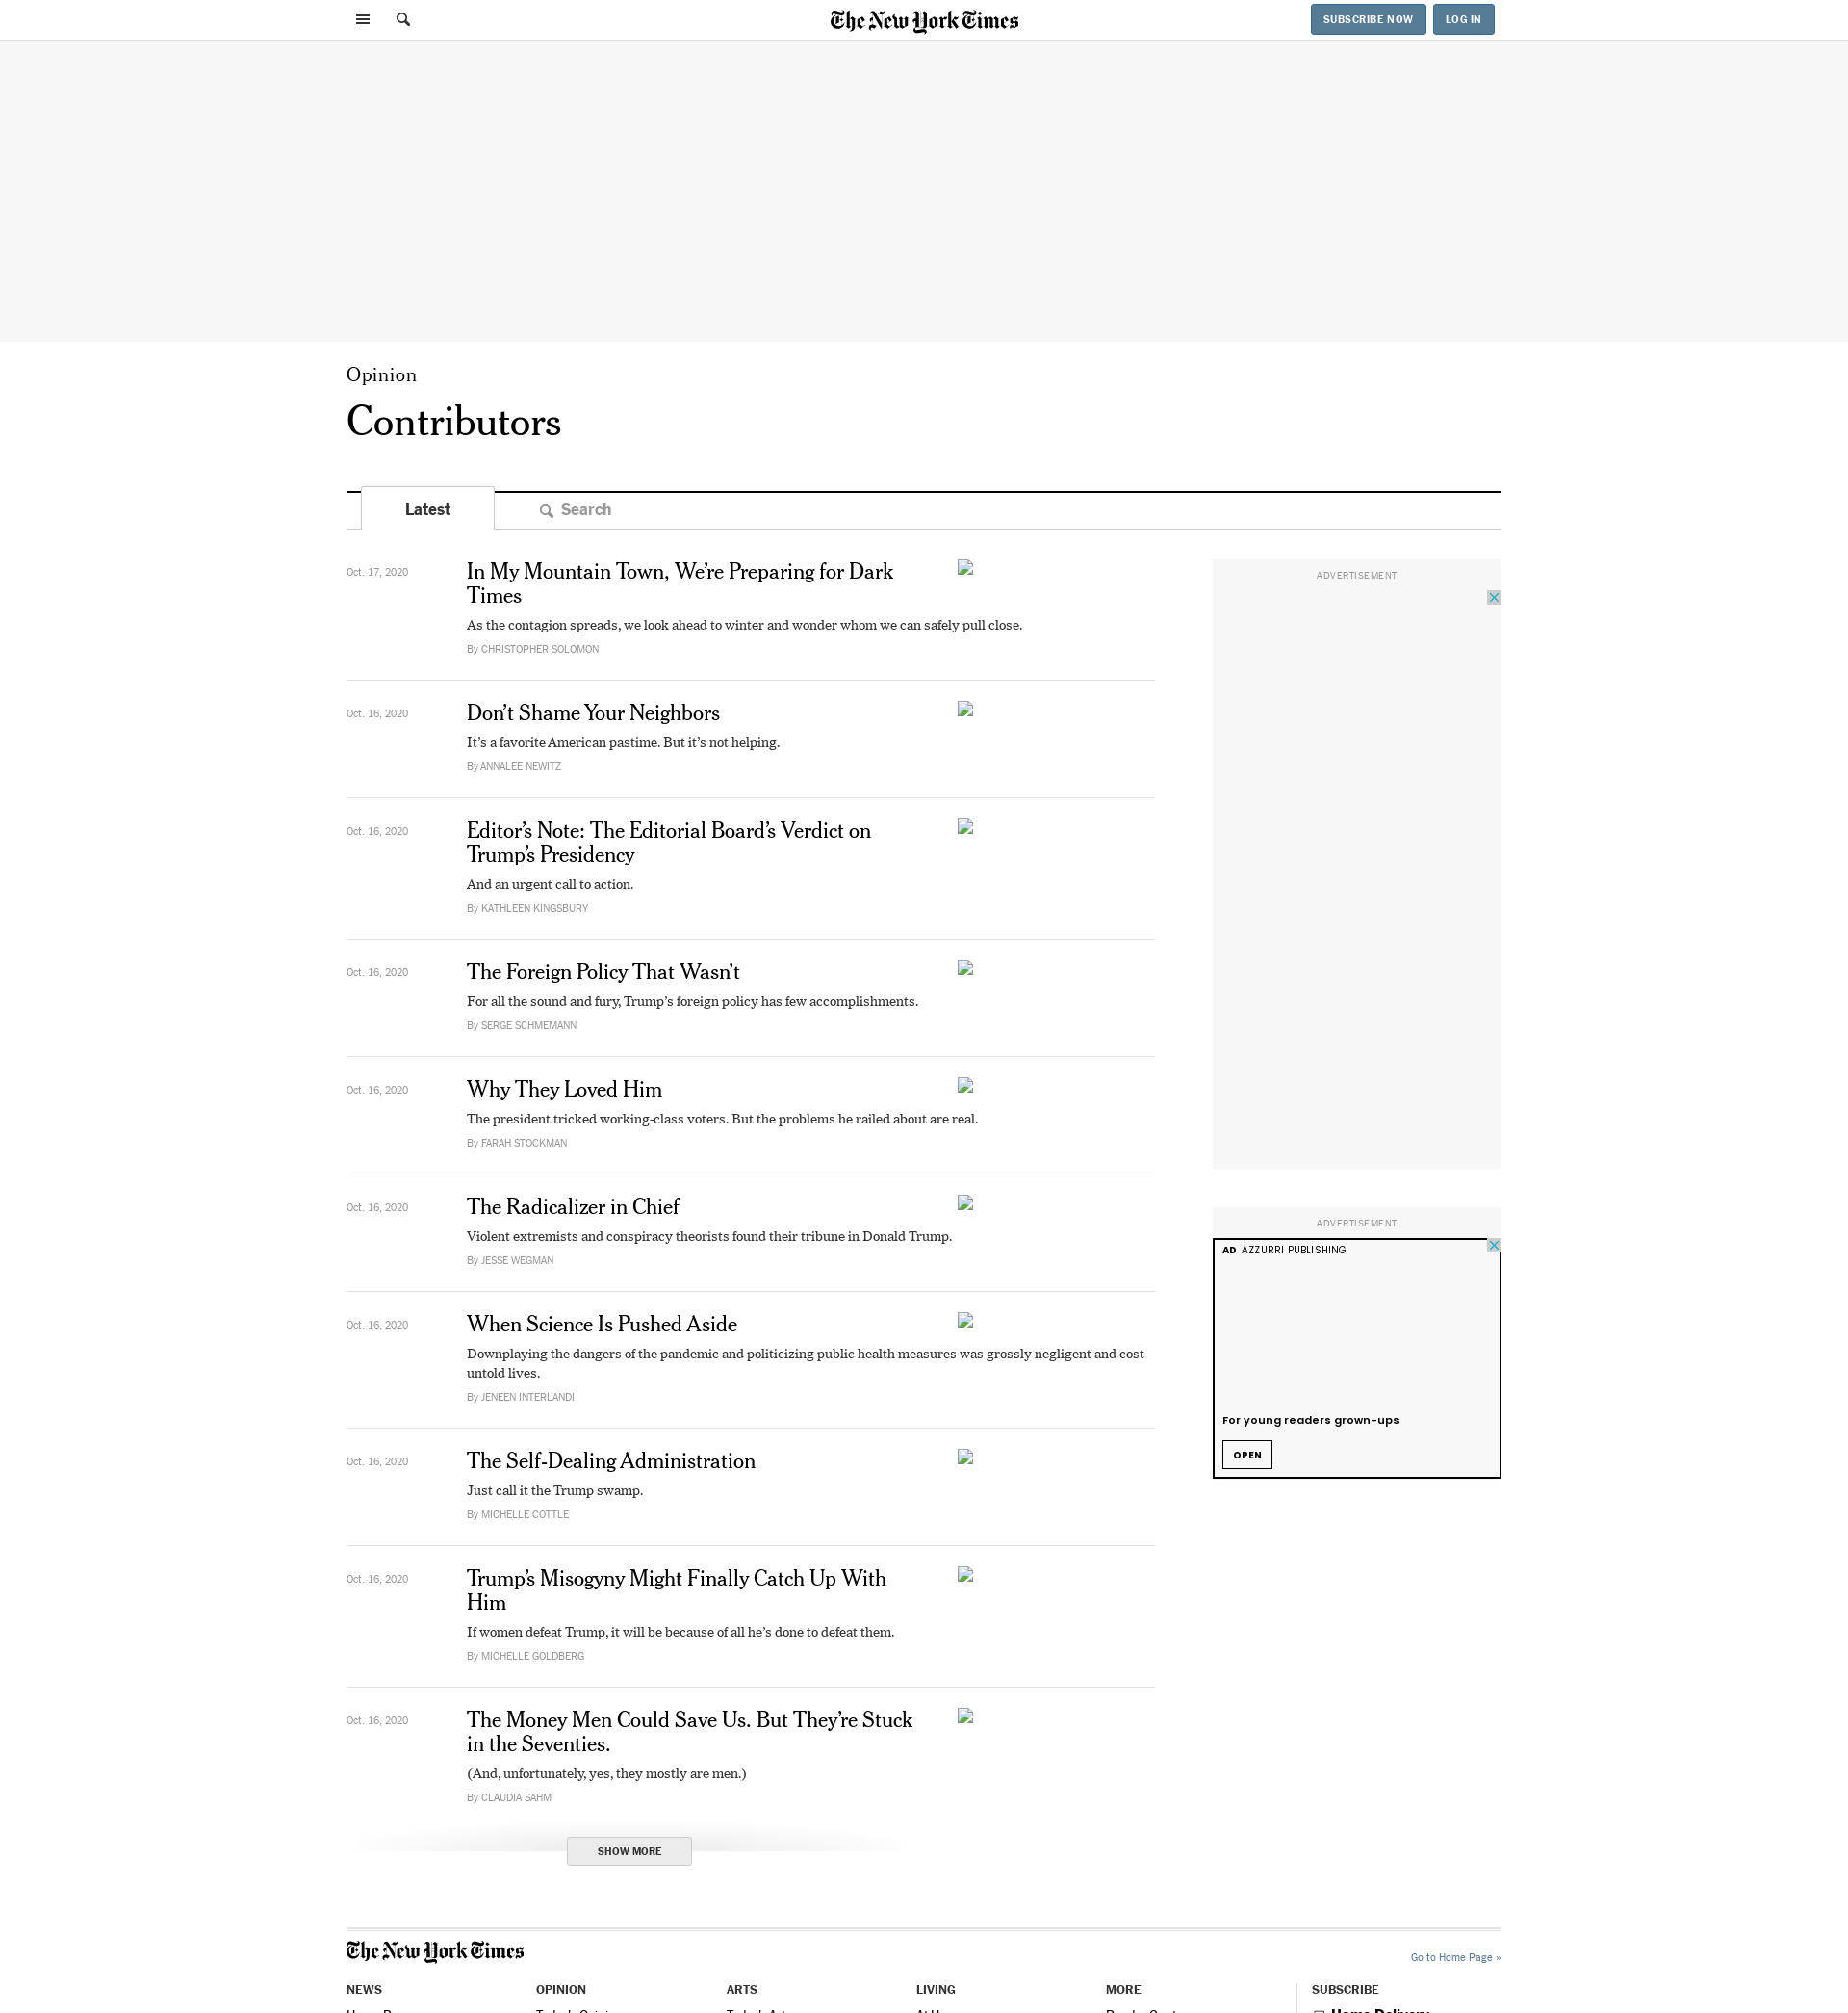 The New York Times
SUBSCRIBE NOW
LOG IN
Opinion
Contributors
Latest
Search
Oct. 17, 2020
In My Mountain Town, We’re Preparing for Dark
Times
As the contagion spreads, we look ahead to winter and wonder whom we can safely pull close.
By CHRISTOPHER SOLOMON
Oct. 16, 2020
Don’t Shame Your Neighbors
It’s a favorite American pastime. But it’s not helping.
By ANNALEE NEWITZ
Oct. 16, 2020
Editor’s Note: The Editorial Board’s Verdict on
Trump’s Presidency
And an urgent call to action.
By KATHLEEN KINGSBURY
Oct. 16, 2020
The Foreign Policy That Wasn’t
For all the sound and fury, Trump’s foreign policy has few accomplishments.
By SERGE SCHMEMANN
Oct. 16, 2020
Why They Loved Him
The president tricked working-class voters. But the problems he railed about are real.
By FARAH STOCKMAN
Oct. 16, 2020
The Radicalizer in Chief
Violent extremists and conspiracy theorists found their tribune in Donald Trump.
By JESSE WEGMAN
Oct. 16, 2020
When Science Is Pushed Aside
Downplaying the dangers of the pandemic and politicizing public health measures was grossly negligent and cost
untold lives.
By JENEEN INTERLANDI
Oct. 16, 2020
The Self-Dealing Administration
Just call it the Trump swamp.
By MICHELLE COTTLE
Oct. 16, 2020
Trump’s Misogyny Might Finally Catch Up With
Him
If women defeat Trump, it will be because of all he’s done to defeat them.
By MICHELLE GOLDBERG
Oct. 16, 2020
The Money Men Could Save Us. But They’re Stuck
in the Seventies.
(And, unfortunately, yes, they mostly are men.)
By CLAUDIA SAHM
SHOW MORE
ADVERTISEMENT
ADVERTISEMENT
AD AZZURRI PUBLISHING
For young readers grown-ups
OPEN
The New York Times
Go to Home Page »
NEWS
OPINION
ARTS
LIVING
MORE
SUBSCRIBE
Home Delivery